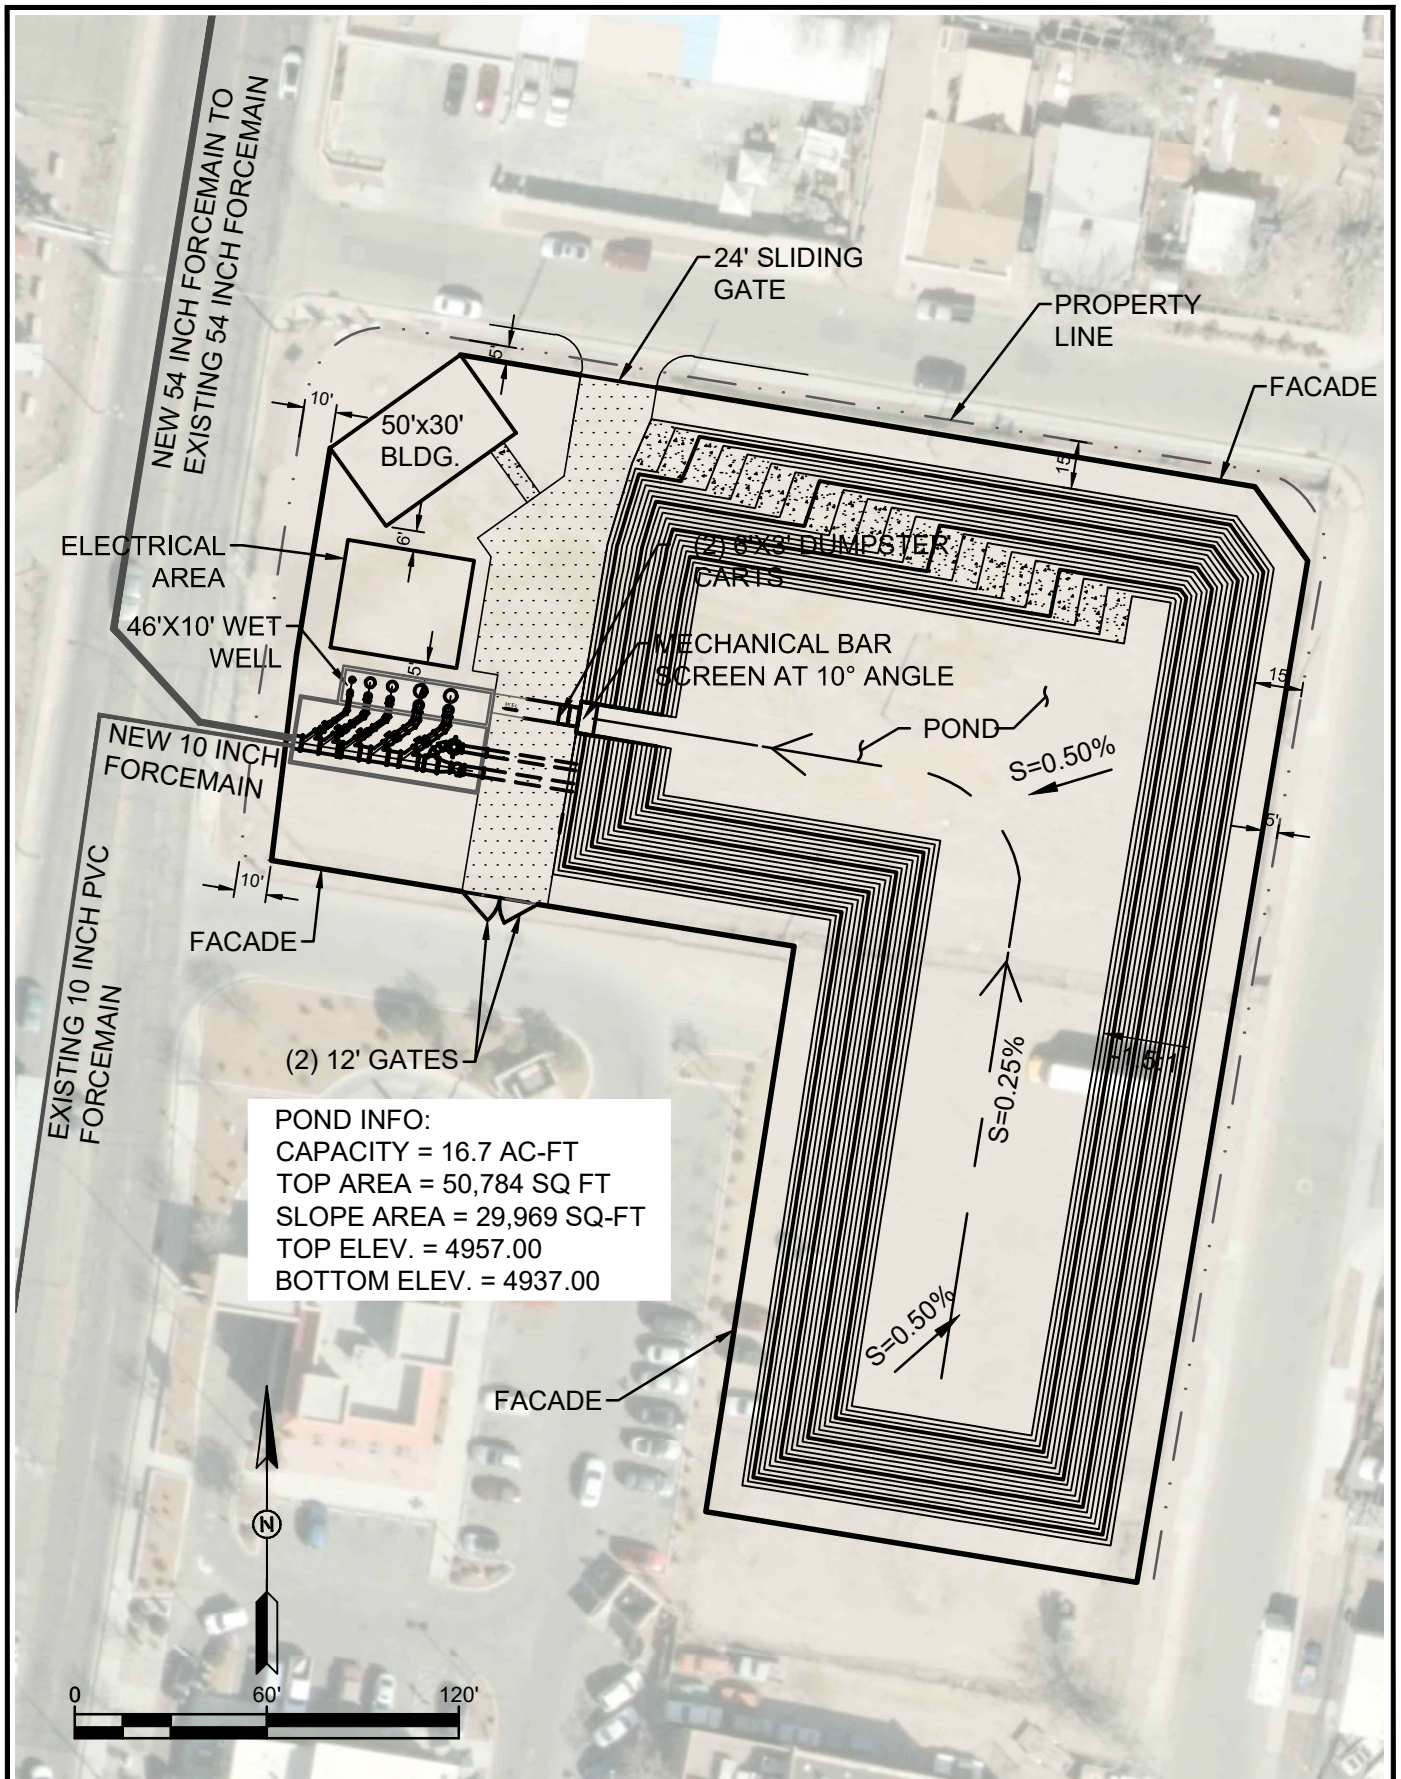 NEW 54 INCH FORCEMAIN TO
EXISTING 54 INCH FORCEMAIN
24' SLIDING
GATE
PROPERTY
LINE
FACADE
5'
10'
50'x30'
BLDG.
15'
6'
ELECTRICAL
AREA
(2) 6'X3' DUMPSTER
CARTS
46'X10' WET
WELL
5'
MECHANICAL BAR
SCREEN AT 10° ANGLE
15'
POND
S=0.50%
NEW 10 INCH
FORCEMAIN
5'
10'
FACADE
EXISTING 10 INCH PVC
FORCEMAIN
(2) 12' GATES
S=0.25%
1.5:1
POND INFO:
CAPACITY = 16.7 AC-FT
TOP AREA = 50,784 SQ FT
SLOPE AREA = 29,969 SQ-FT
TOP ELEV. = 4957.00
BOTTOM ELEV. = 4937.00
S=0.50%
FACADE
N
0 60' 120'